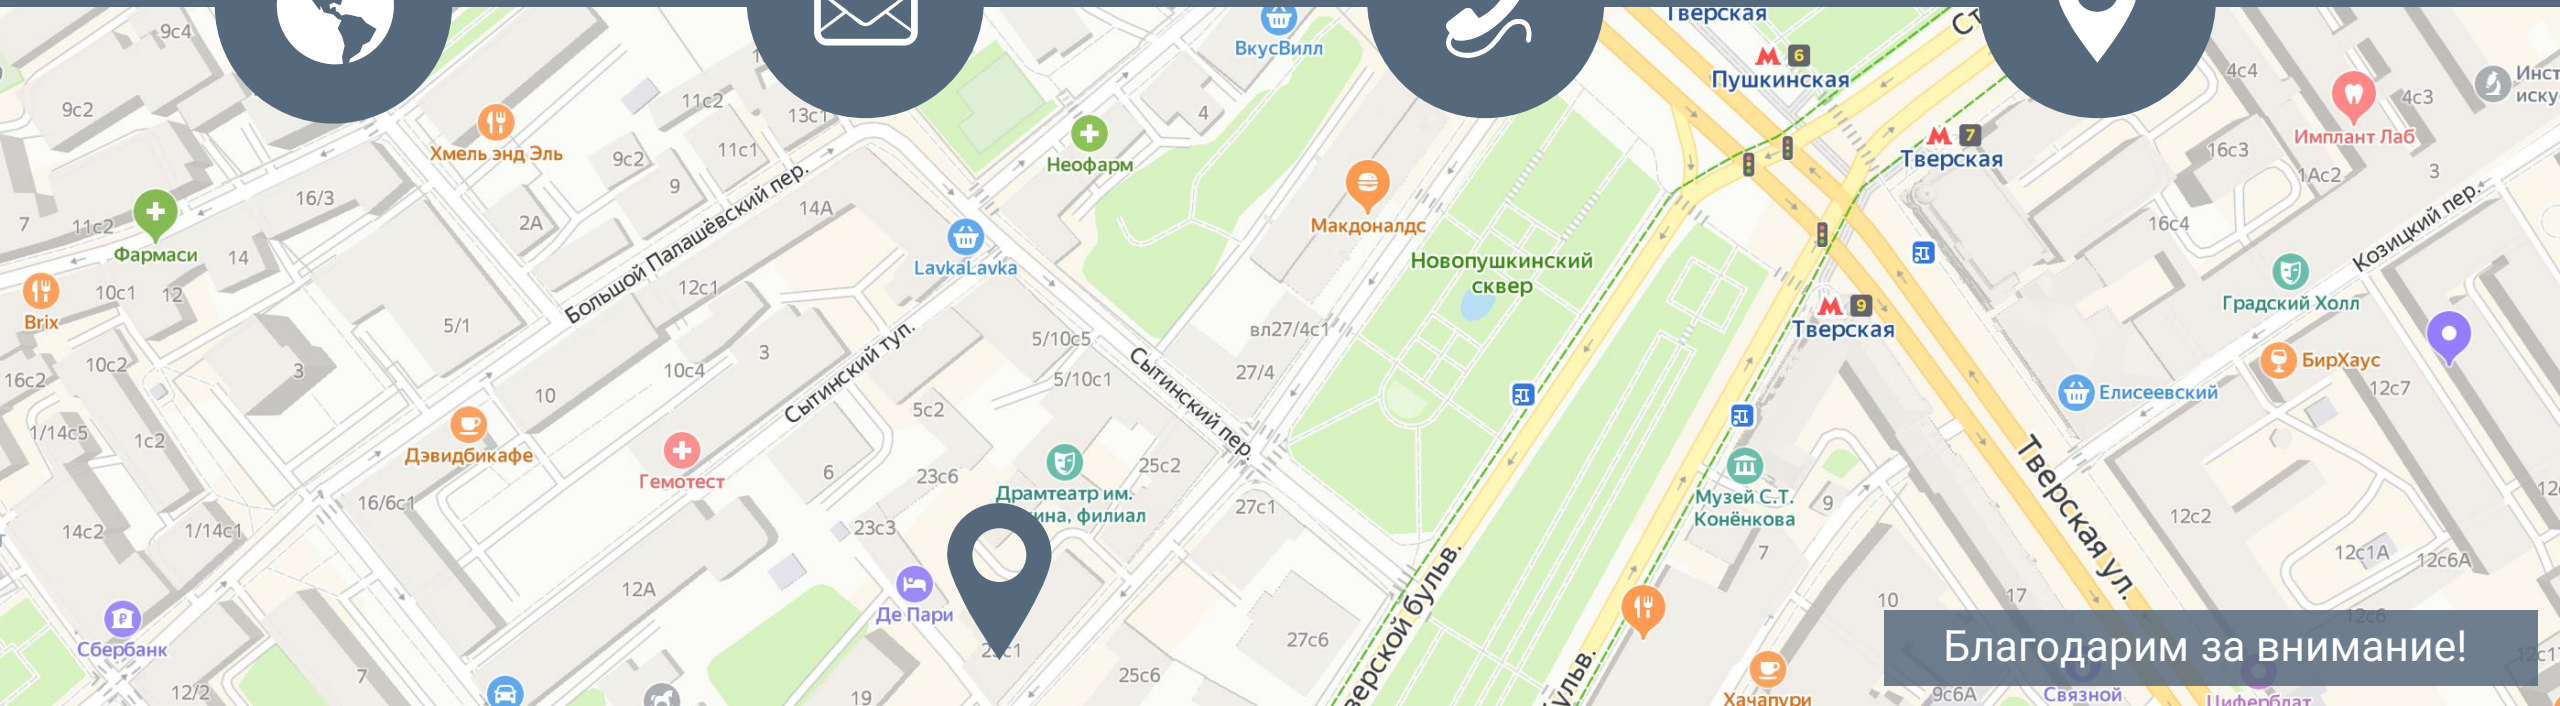 Тверская
9с4
ВкусВилл
6
Пушкинская
4с4
9с2
11с2
4с3
Хмель энд Эль
13с1
4
7
Имплант Лаб
9с2
11с1
Неофарм
Тверская
16с3
16/3
9
1Ас2
3
7
11с2
2А
14А
Макдоналдс
16с4
Козицкий пер.
Фармаси
14
Большой Палашёвский пер.
LavkaLavka
Новопушкинский
сквер
10с1
12
12с1
9
Градский Холл
Brix
5/1
вл27/4с1
Тверская
10с2
3
3
Сытинский туп.
5/10с5
Сытинский пер.
БирХаус
16с2
10
10с4
5/10с1
27/4
Елисеевский
12с7
1/14с5
1с2
5с2
Дэвидбикафе
Гемотест
6
23с6
25с2
Тверская ул.
Драмтеатр им.
филиал
Музей С.Т.
Конёнкова
9
16/6с1
27с1
14с2
1/14с1
23с3
12с2
7
12с1А
12с6А
12А
Де Пари
10
17
12с6
Сбербанк
27с6
Благодарим за внимание!
7
25с6
12/2
19
Хачапури
9с6А
Связной
Циферблат